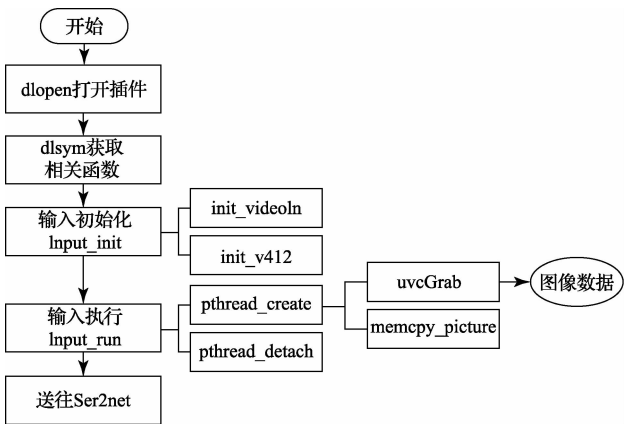 开始
dlopen打开插件
dlsym获取
相关函数
输入初始化
lnput_init
init_videoln
init_v412
输入执行
lnput_run
pthread_create
pthread_detach
uvcGrab
memcpy_picture
图像数据
送往Ser2net